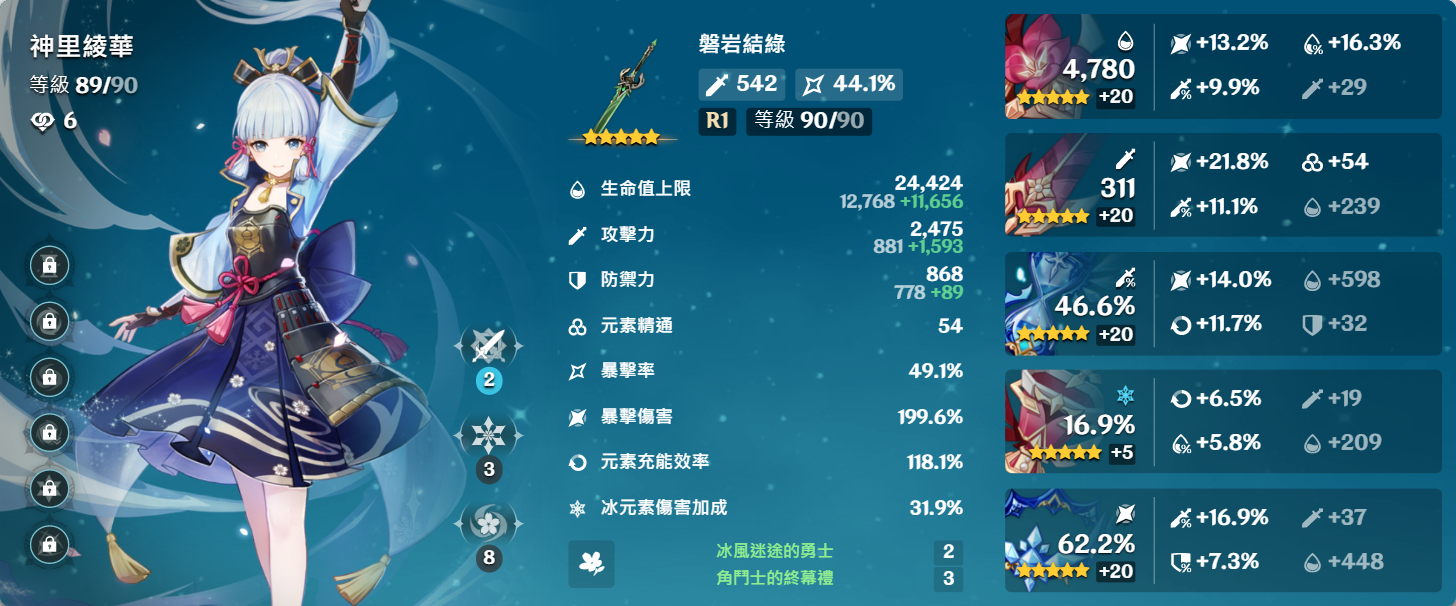 神里綾華
等級 89/90
6
2
3
8
磐岩結綠
542 44.1%
R1 等級 90/90
生命值上限 24,424
12,768 +11,656
攻擊力 2,475
881 +1,593
防禦力 868
778 +89
元素精通 54
暴擊率 49.1%
暴擊傷害 199.6%
元素充能效率 118.1%
冰元素傷害加成 31.9%
冰風迷途的勇士 2
角鬥士的終幕禮 3
4,780
+20
+13.2% +16.3%
+9.9% +29
311
+20
+21.8% +54
+11.1% +239
46.6%
+20
+14.0% +598
+11.7% +32
16.9%
+5
+6.5% +19
+5.8% +209
62.2%
+20
+16.9% +37
+7.3% +448